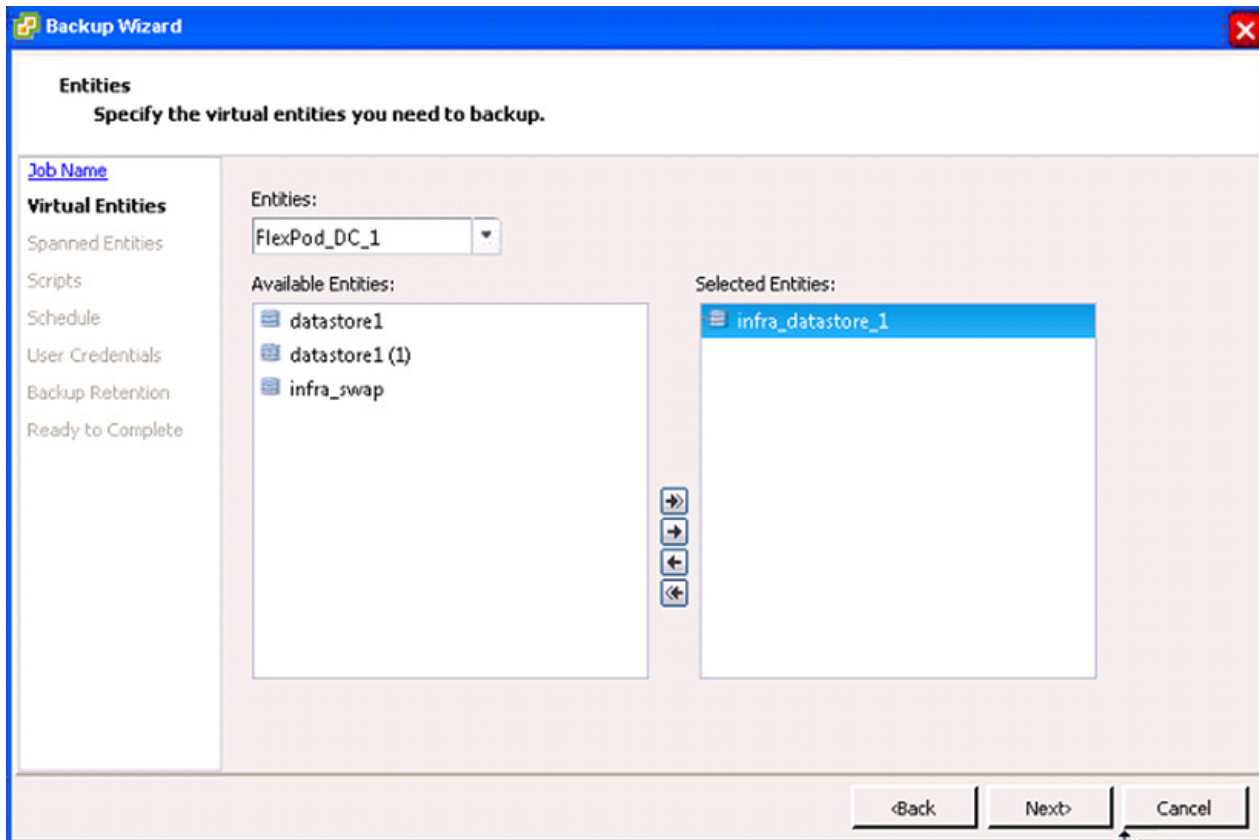 Backup Wizard
Entities
Specify the virtual entities you need to backup.
Job Name
Virtual Entities
Spanned Entities
Scripts
Schedule
User Credentials
Backup Retention
Ready to Complete
Entities:
FlexPod_DC_1
Available Entities:
datastore1
datastore1 (1)
infra_swap
Selected Entities:
infra_datastore_1
<Back
Next>
Cancel